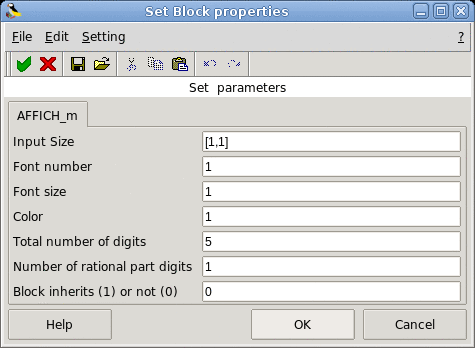 Set Block properties
File Edit Setting ?
Set parameters
AFFICH_m
Input Size [1,1]
Font number 1
Font size 1
Color 1
Total number of digits 5
Number of rational part digits 1
Block inherits (1) or not (0) 0
Help OK Cancel